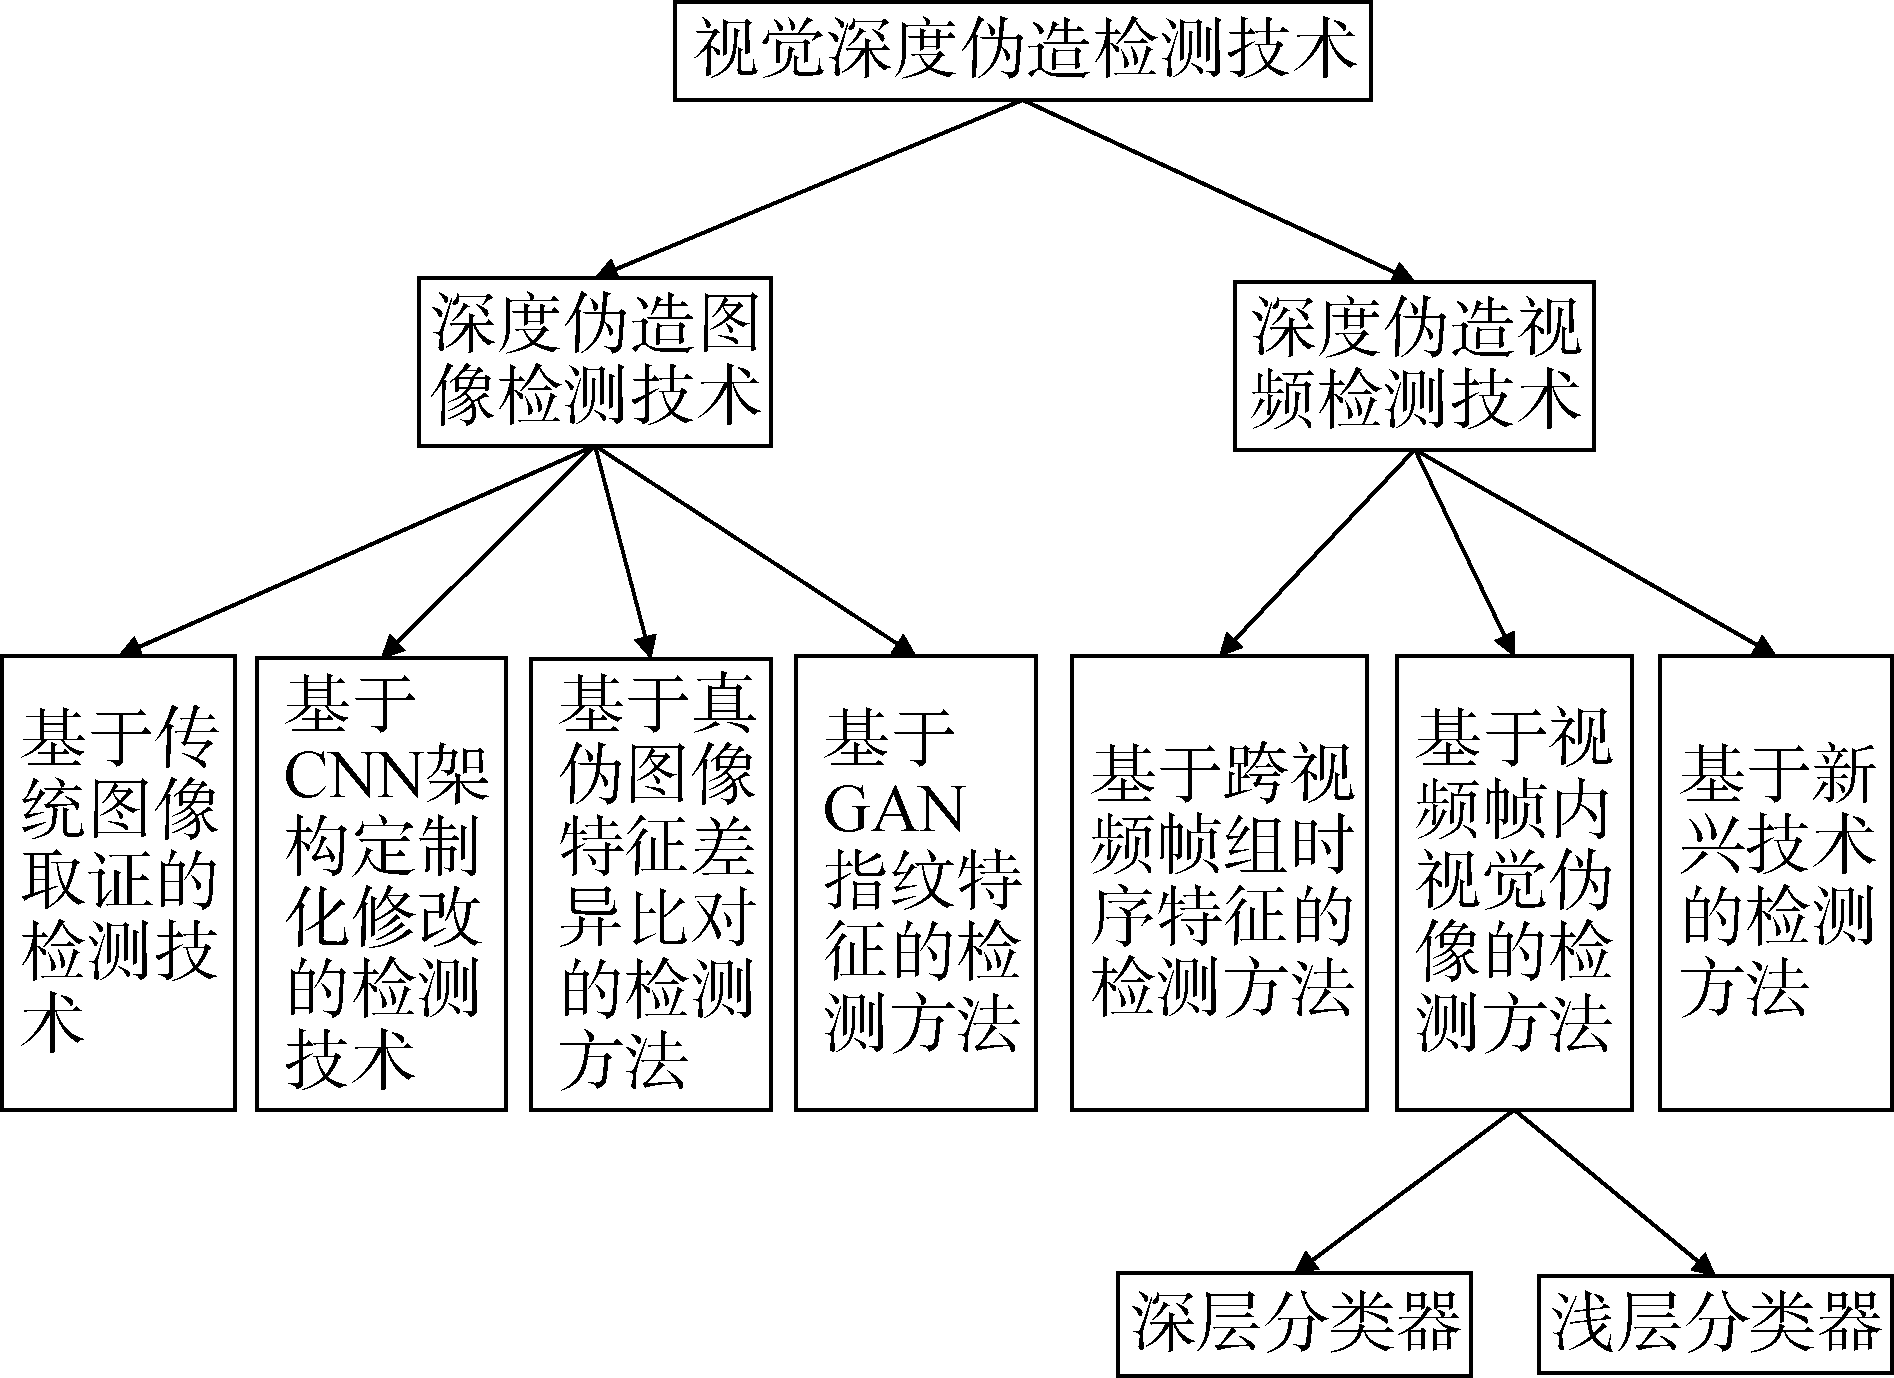 视觉深度伪造检测技术
深度伪造图
像检测技术
深度伪造视
频检测技术
基于传
统图像
取证的
检测技
术
基于
CNN架
构定制
化修改
的检测
技术
基于真
伪图像
特征差
异比对
的检测
方法
基于
GAN
指纹特
征的检
测方法
基于跨视
频帧组时
序特征的
检测方法
基于视
频帧内
视觉伪
像的检
测方法
基于新
兴技术
的检测
方法
深层分类器
浅层分类器